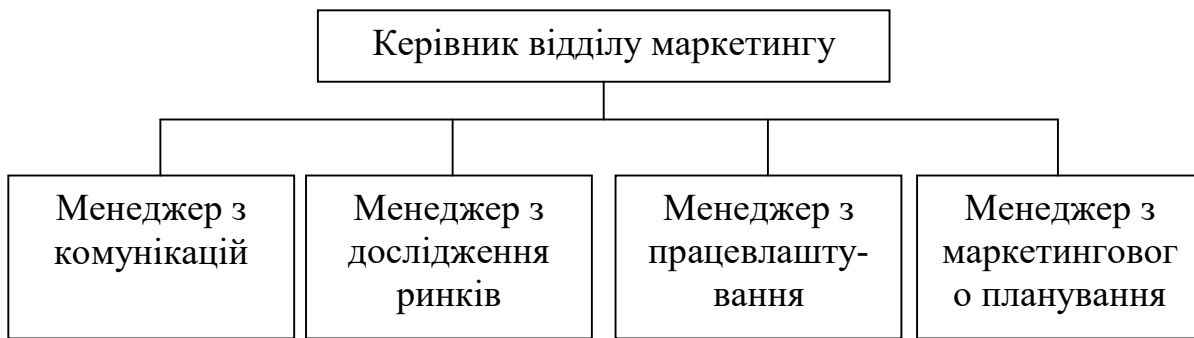 Керівник відділу маркетингу
Менеджер з
комунікацій
Менеджер з
дослідження
ринків
Менеджер з
працевлашту-
вання
Менеджер з
маркетинговог
о планування